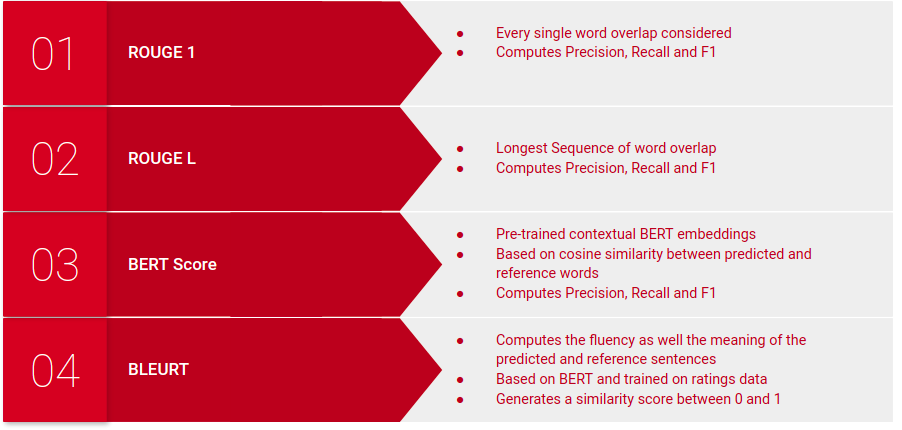 01
ROUGE 1
● Every single word overlap considered
● Computes Precision, Recall and F1
02
ROUGE L
● Longest Sequence of word overlap
● Computes Precision, Recall and F1
03
BERT Score
● Pre-trained contextual BERT embeddings
● Based on cosine similarity between predicted and
reference words
● Computes Precision, Recall and F1
04
BLEURT
● Computes the fluency as well the meaning of the
predicted and reference sentences
● Based on BERT and trained on ratings data
● Generates a similarity score between 0 and 1